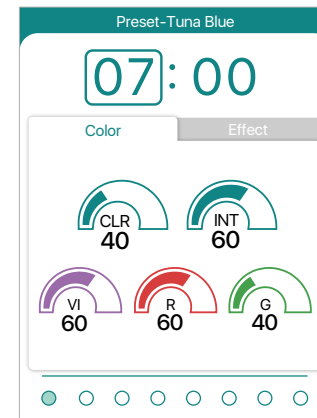 Preset-Tuna Blue
07:00
Color Effect
CLR INT
40 60
VI R G
60 60 40